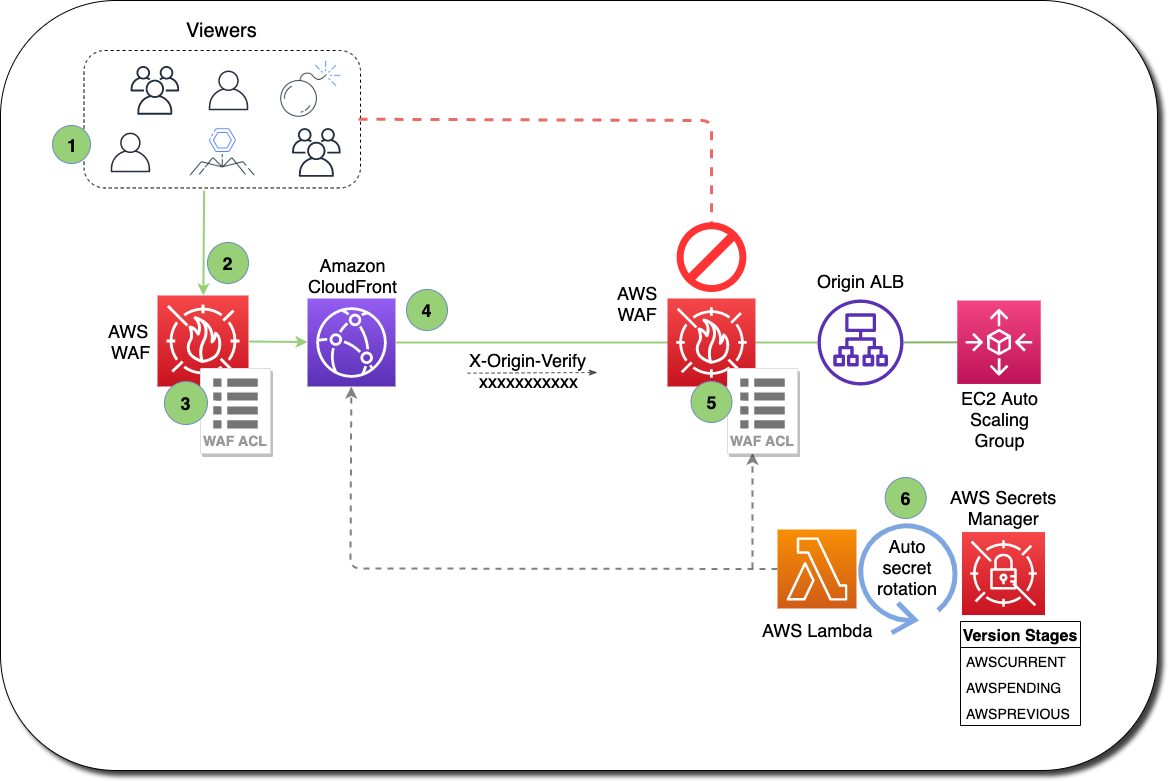 Viewers
1
2
Amazon
CloudFront
4
AWS
WAF
3
WAF ACL
X-Origin-Verify
xxxxxxxxxxx
AWS
WAF
5
WAF ACL
Origin ALB
EC2 Auto
Scaling
Group
6
Auto
secret
rotation
AWS Lambda
AWS Secrets
Manager
Version Stages
AWSCURRENT
AWSPENDING
AWSPREVIOUS